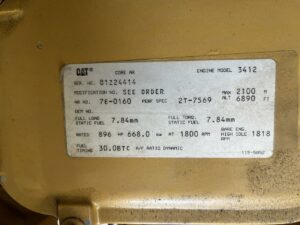 CAT CORE AR ENGINE MODEL 3412
SER. NO. 81Z24414
MODIFICATION NO. SEE ORDER MAX ALT 2100 M 6890 FT
AR NO. 7E-0160 PERF SPEC 2T-7569
OEM NO.
FULL LOAD STATIC FUEL 7.84mm FULL TORQ. STATIC FUEL 7.84mm
RATED 896 HP 668.0 kW AT 1800 RPM BARE ENG. HIGH IDLE 1818 RPM
FUEL TIMING 30.0BTC A/F RATIO DYNAMIC